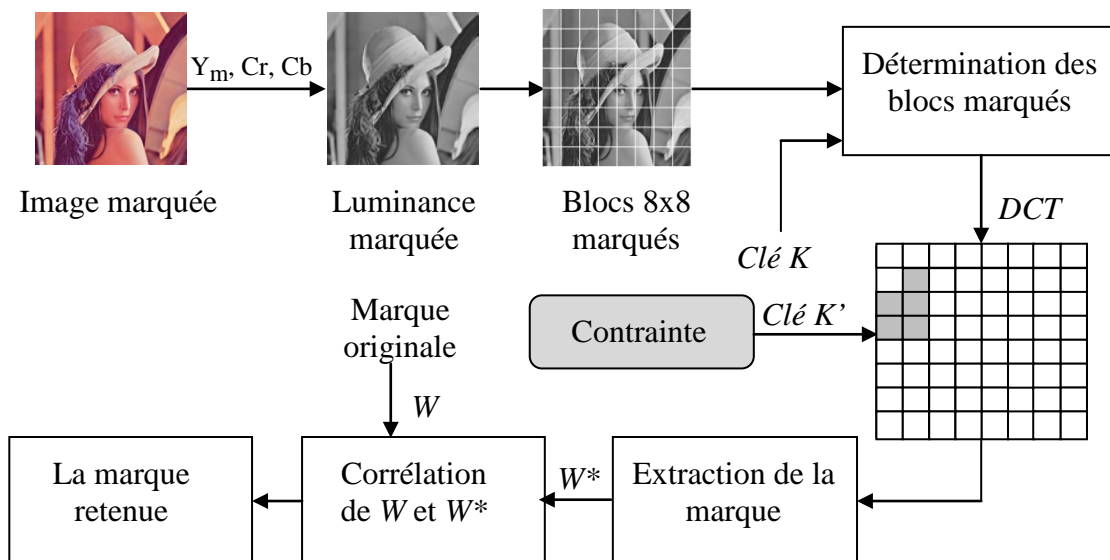 Y_m, Cr, Cb
Image marquée
Luminance
marquée
Blocs 8x8
marqués
Détermination des
blocs marqués
Clé K
DCT
Contrainte
Clé K’
Marque
originale
W
La marque
retenue
Corrélation
de W et W*
W*
Extraction de la
marque